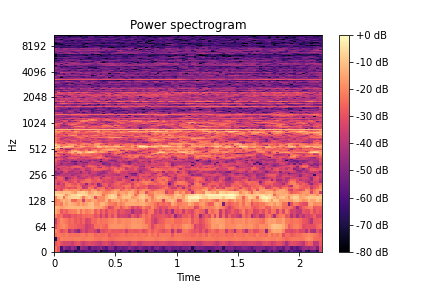 Power spectrogram
8192
4096
2048
1024
512
256
128
64
0
Hz
0
0.5
1
1.5
2
Time
+0 dB
-10 dB
-20 dB
-30 dB
-40 dB
-50 dB
-60 dB
-70 dB
-80 dB